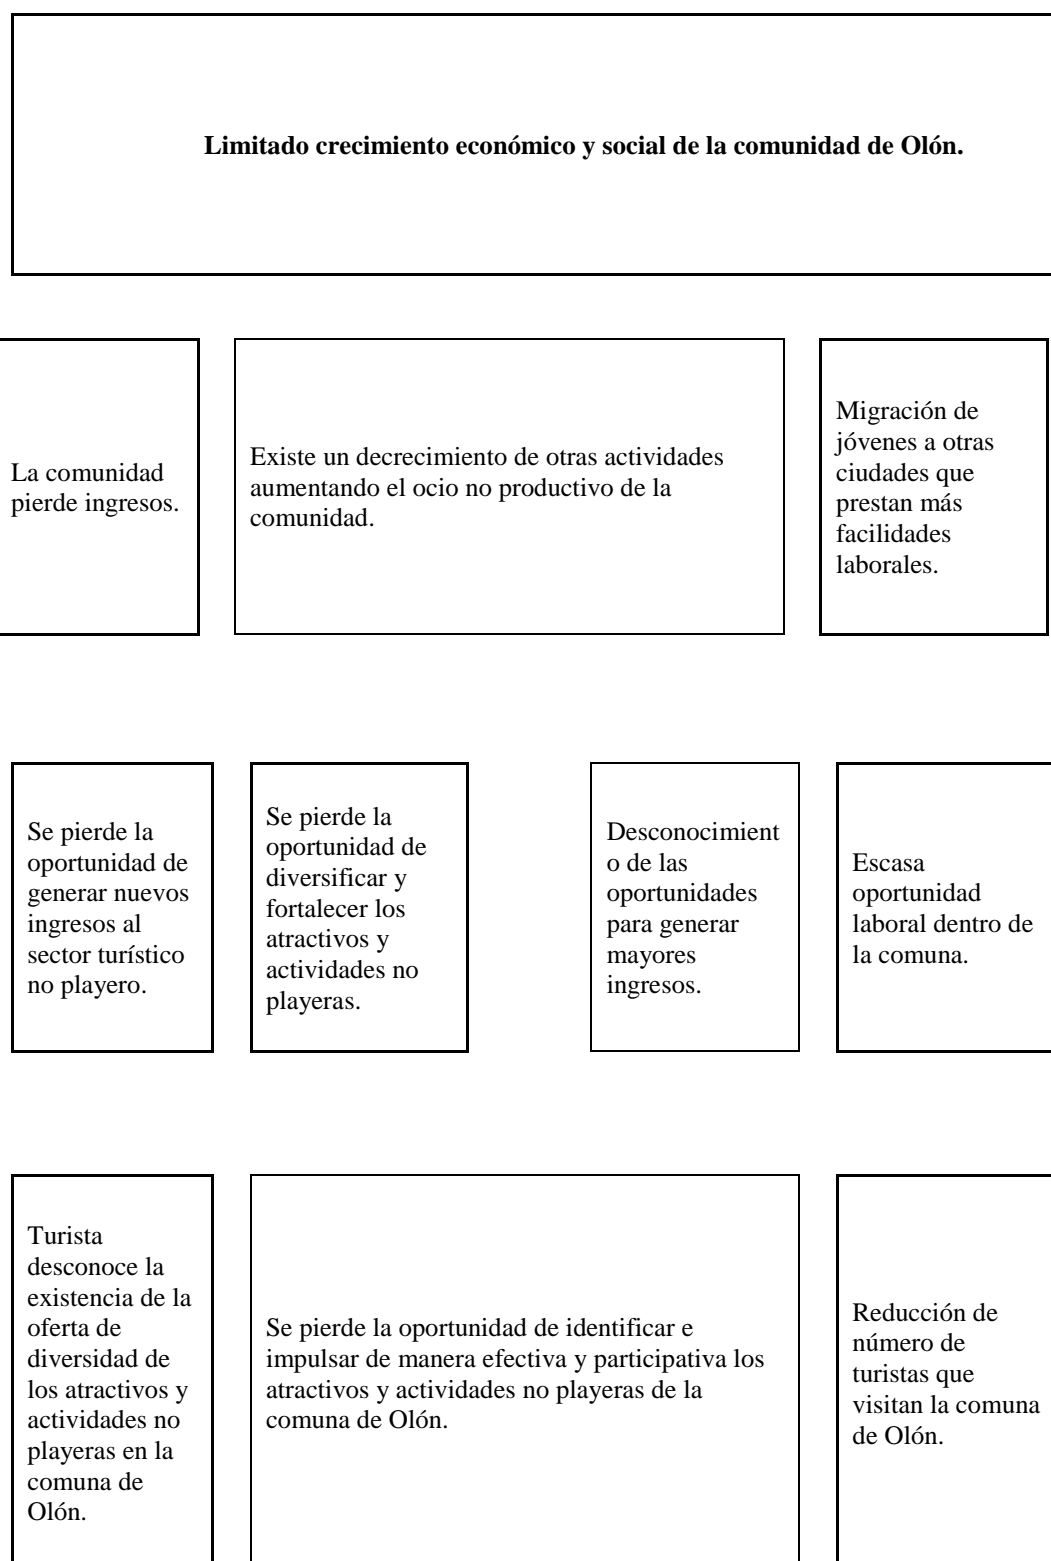 Limitado crecimiento económico y social de la comunidad de Olón.
La comunidad
pierde ingresos.
Existe un decrecimiento de otras actividades
aumentando el ocio no productivo de la
comunidad.
Migración de
jóvenes a otras
ciudades que
prestan más
facilidades
laborales.
Se pierde la
oportunidad de
generar nuevos
ingresos al
sector turístico
no playero.
Se pierde la
oportunidad de
diversificar y
fortalecer los
atractivos y
actividades no
playeras.
Desconocimient
o de las
oportunidades
para generar
mayores
ingresos.
Escasa
oportunidad
laboral dentro de
la comuna.
Turista
desconoce la
existencia de la
oferta de
diversidad de
los atractivos y
actividades no
playeras en la
comuna de
Olón.
Se pierde la oportunidad de identificar e
impulsar de manera efectiva y participativa los
atractivos y actividades no playeras de la
comuna de Olón.
Reducción de
número de
turistas que
visitan la comuna
de Olón.